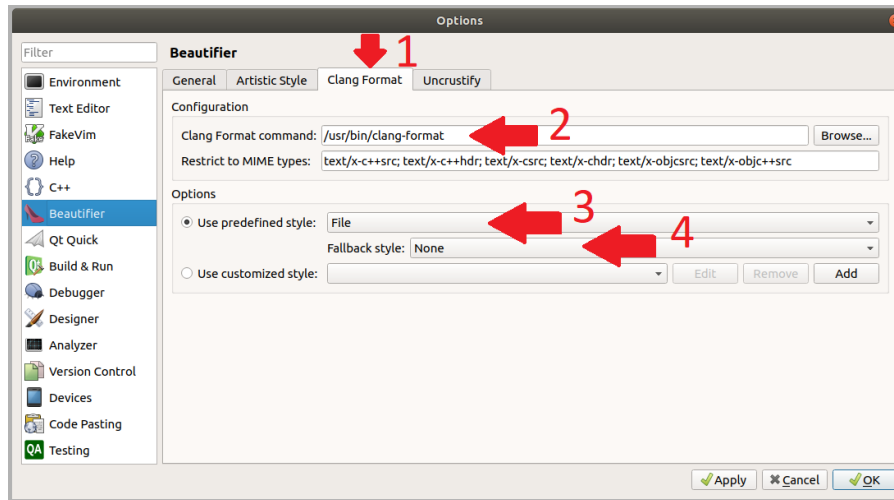 Options
Filter
Beautifier
1
Environment
General Artistic Style Clang Format Uncrustify
Text Editor
Configuration
FakeVim
Clang Format command: /usr/bin/clang-format 2 Browse...
Help
Restrict to MIME types: text/x-c++src; text/x-c++hdr; text/x-csrc; text/x-chdr; text/x-objcsrc; text/x-objc++src
{} C++
Options
Beautifier
Use predefined style: File 3
Qt Quick
Fallback style: None 4
Build & Run
Use customized style: Edit Remove Add
Debugger
Designer
Analyzer
Version Control
Devices
Code Pasting
QA Testing
Apply Cancel OK